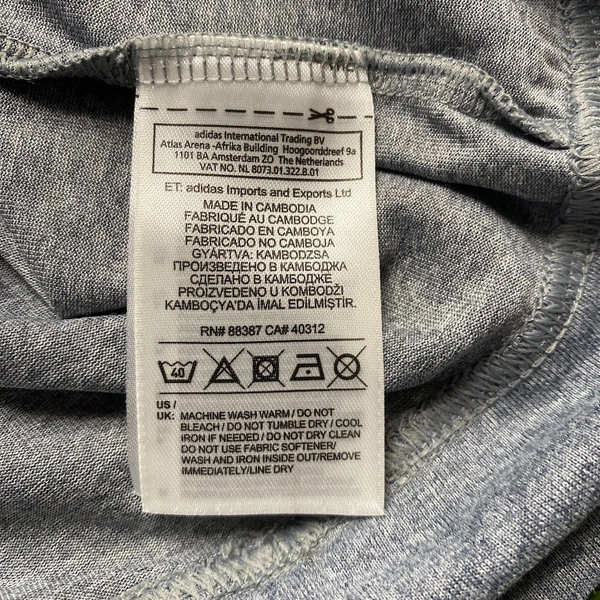 adidas International Trading BV
Atlas Arena -Afrika Building Hoogoorddreef 9a
1101 BA Amsterdam ZO The Netherlands
VAT NO. NL 8073.01.322.B.01
ET: adidas Imports and Exports Ltd
MADE IN CAMBODIA
FABRIQUÉ AU CAMBODGE
FABRICADO EN CAMBOYA
FABRICADO NO CAMBOJA
GYÁRTVA: KAMBODZSA
ПРОИЗВЕДЕНО В КАМБОДЖА
СДЕЛАНО В КАМБОДЖЕ
PROIZVEDENO U KOMBODŽI
KAMBOÇYA'DA İMAL EDİLMİŞTİR.
RN# 88387 CA# 40312
40
US /
UK: MACHINE WASH WARM / DO NOT
BLEACH / DO NOT TUMBLE DRY / COOL
IRON IF NEEDED / DO NOT DRY CLEAN
DO NOT USE FABRIC SOFTENER/
WASH AND IRON INSIDE OUT/REMOVE
IMMEDIATELY/LINE DRY